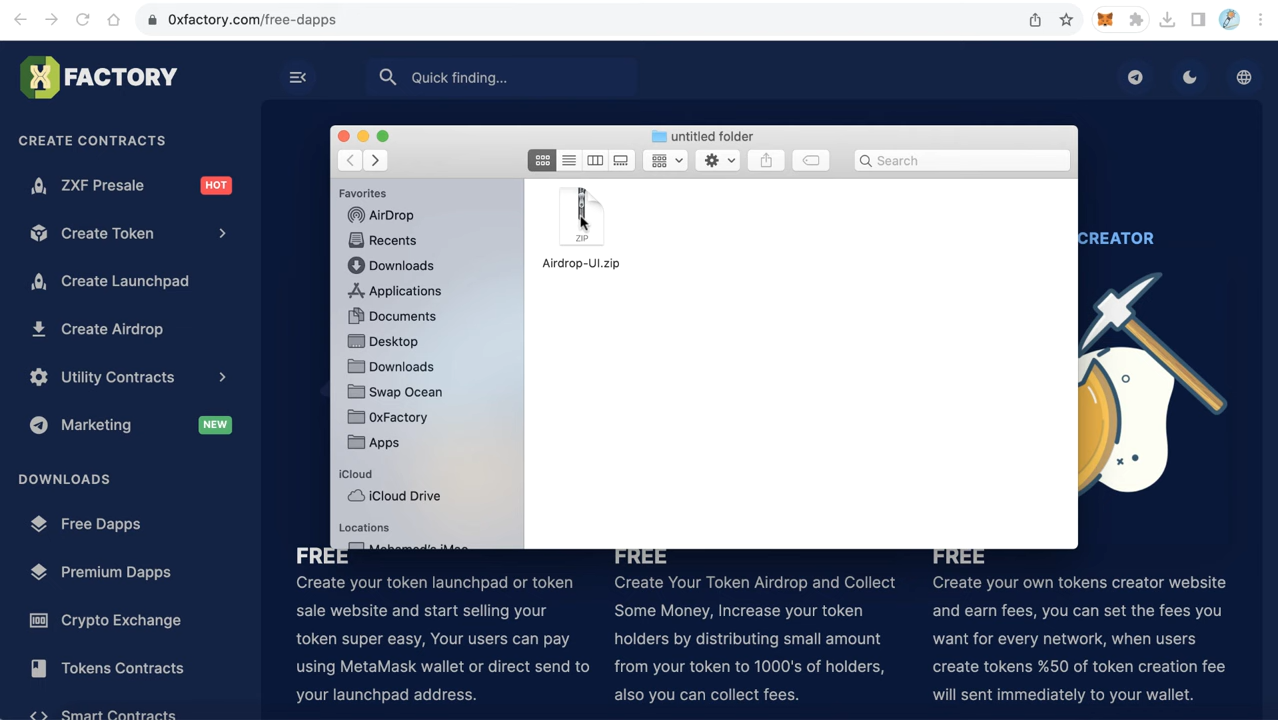 0xfactory.com/free-dapps
FACTORY
Quick finding...
CREATE CONTRACTS
ZXF Presale HOT
Create Token
Create Launchpad
Create Airdrop
Utility Contracts
Marketing NEW
DOWNLOADS
Free Dapps
Premium Dapps
Crypto Exchange
Tokens Contracts
Smart Contracts
untitled folder
Search
Favorites
AirDrop
Recents
Downloads
Applications
Documents
Desktop
Downloads
Swap Ocean
0xFactory
Apps
iCloud
iCloud Drive
Locations
Mohamed's iMac
ZIP
Airdrop-UI.zip
CREATOR
FREE
Create your token launchpad or token
sale website and start selling your
token super easy, Your users can pay
using MetaMask wallet or direct send to
your launchpad address.
FREE
Create Your Token Airdrop and Collect
Some Money, Increase your token
holders by distributing small amount
from your token to 1000's of holders,
also you can collect fees.
FREE
Create your own tokens creator website
and earn fees, you can set the fees you
want for every network, when users
create tokens %50 of token creation fee
will sent immediately to your wallet.